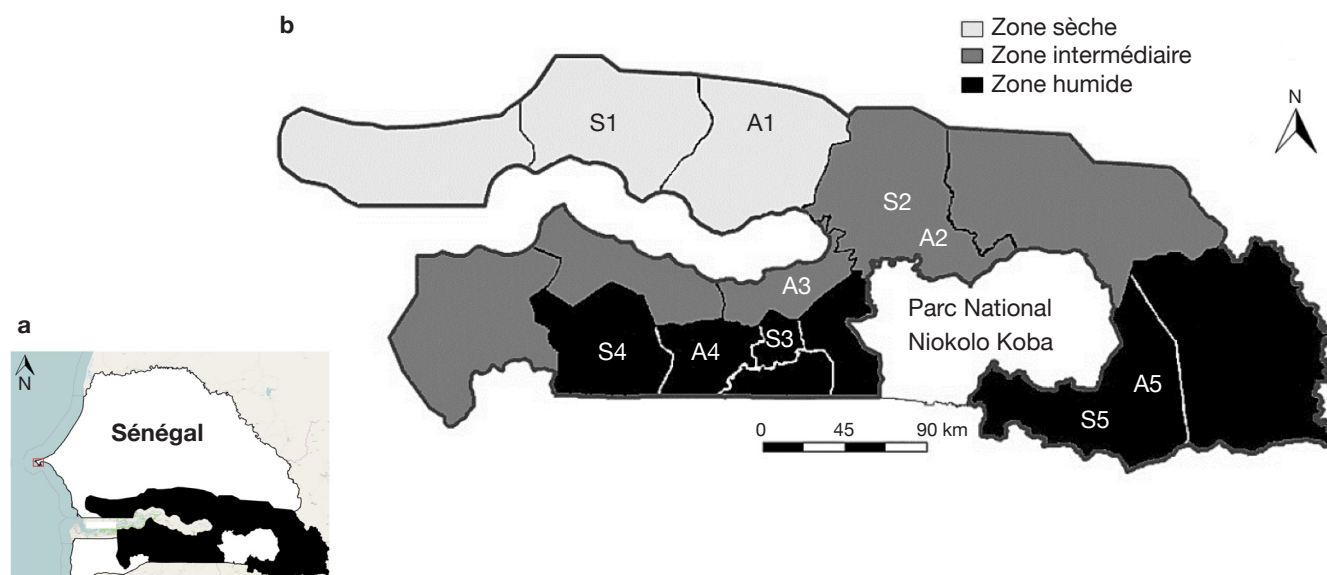 b
Zone sèche
Zone intermédiaire
Zone humide
N
S1
A1
S2
A2
A3
Parc National
Niokolo Koba
S4
A4
S3
A5
S5
0 45 90 km
a
N
Sénégal